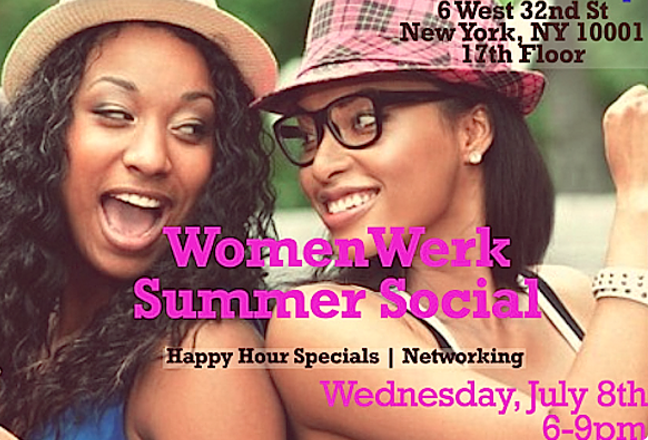 6 West 32nd St
New York, NY 10001
17th Floor
WomenWerk
Summer Social
Happy Hour Specials | Networking
Wednesday, July 8th
6-9pm